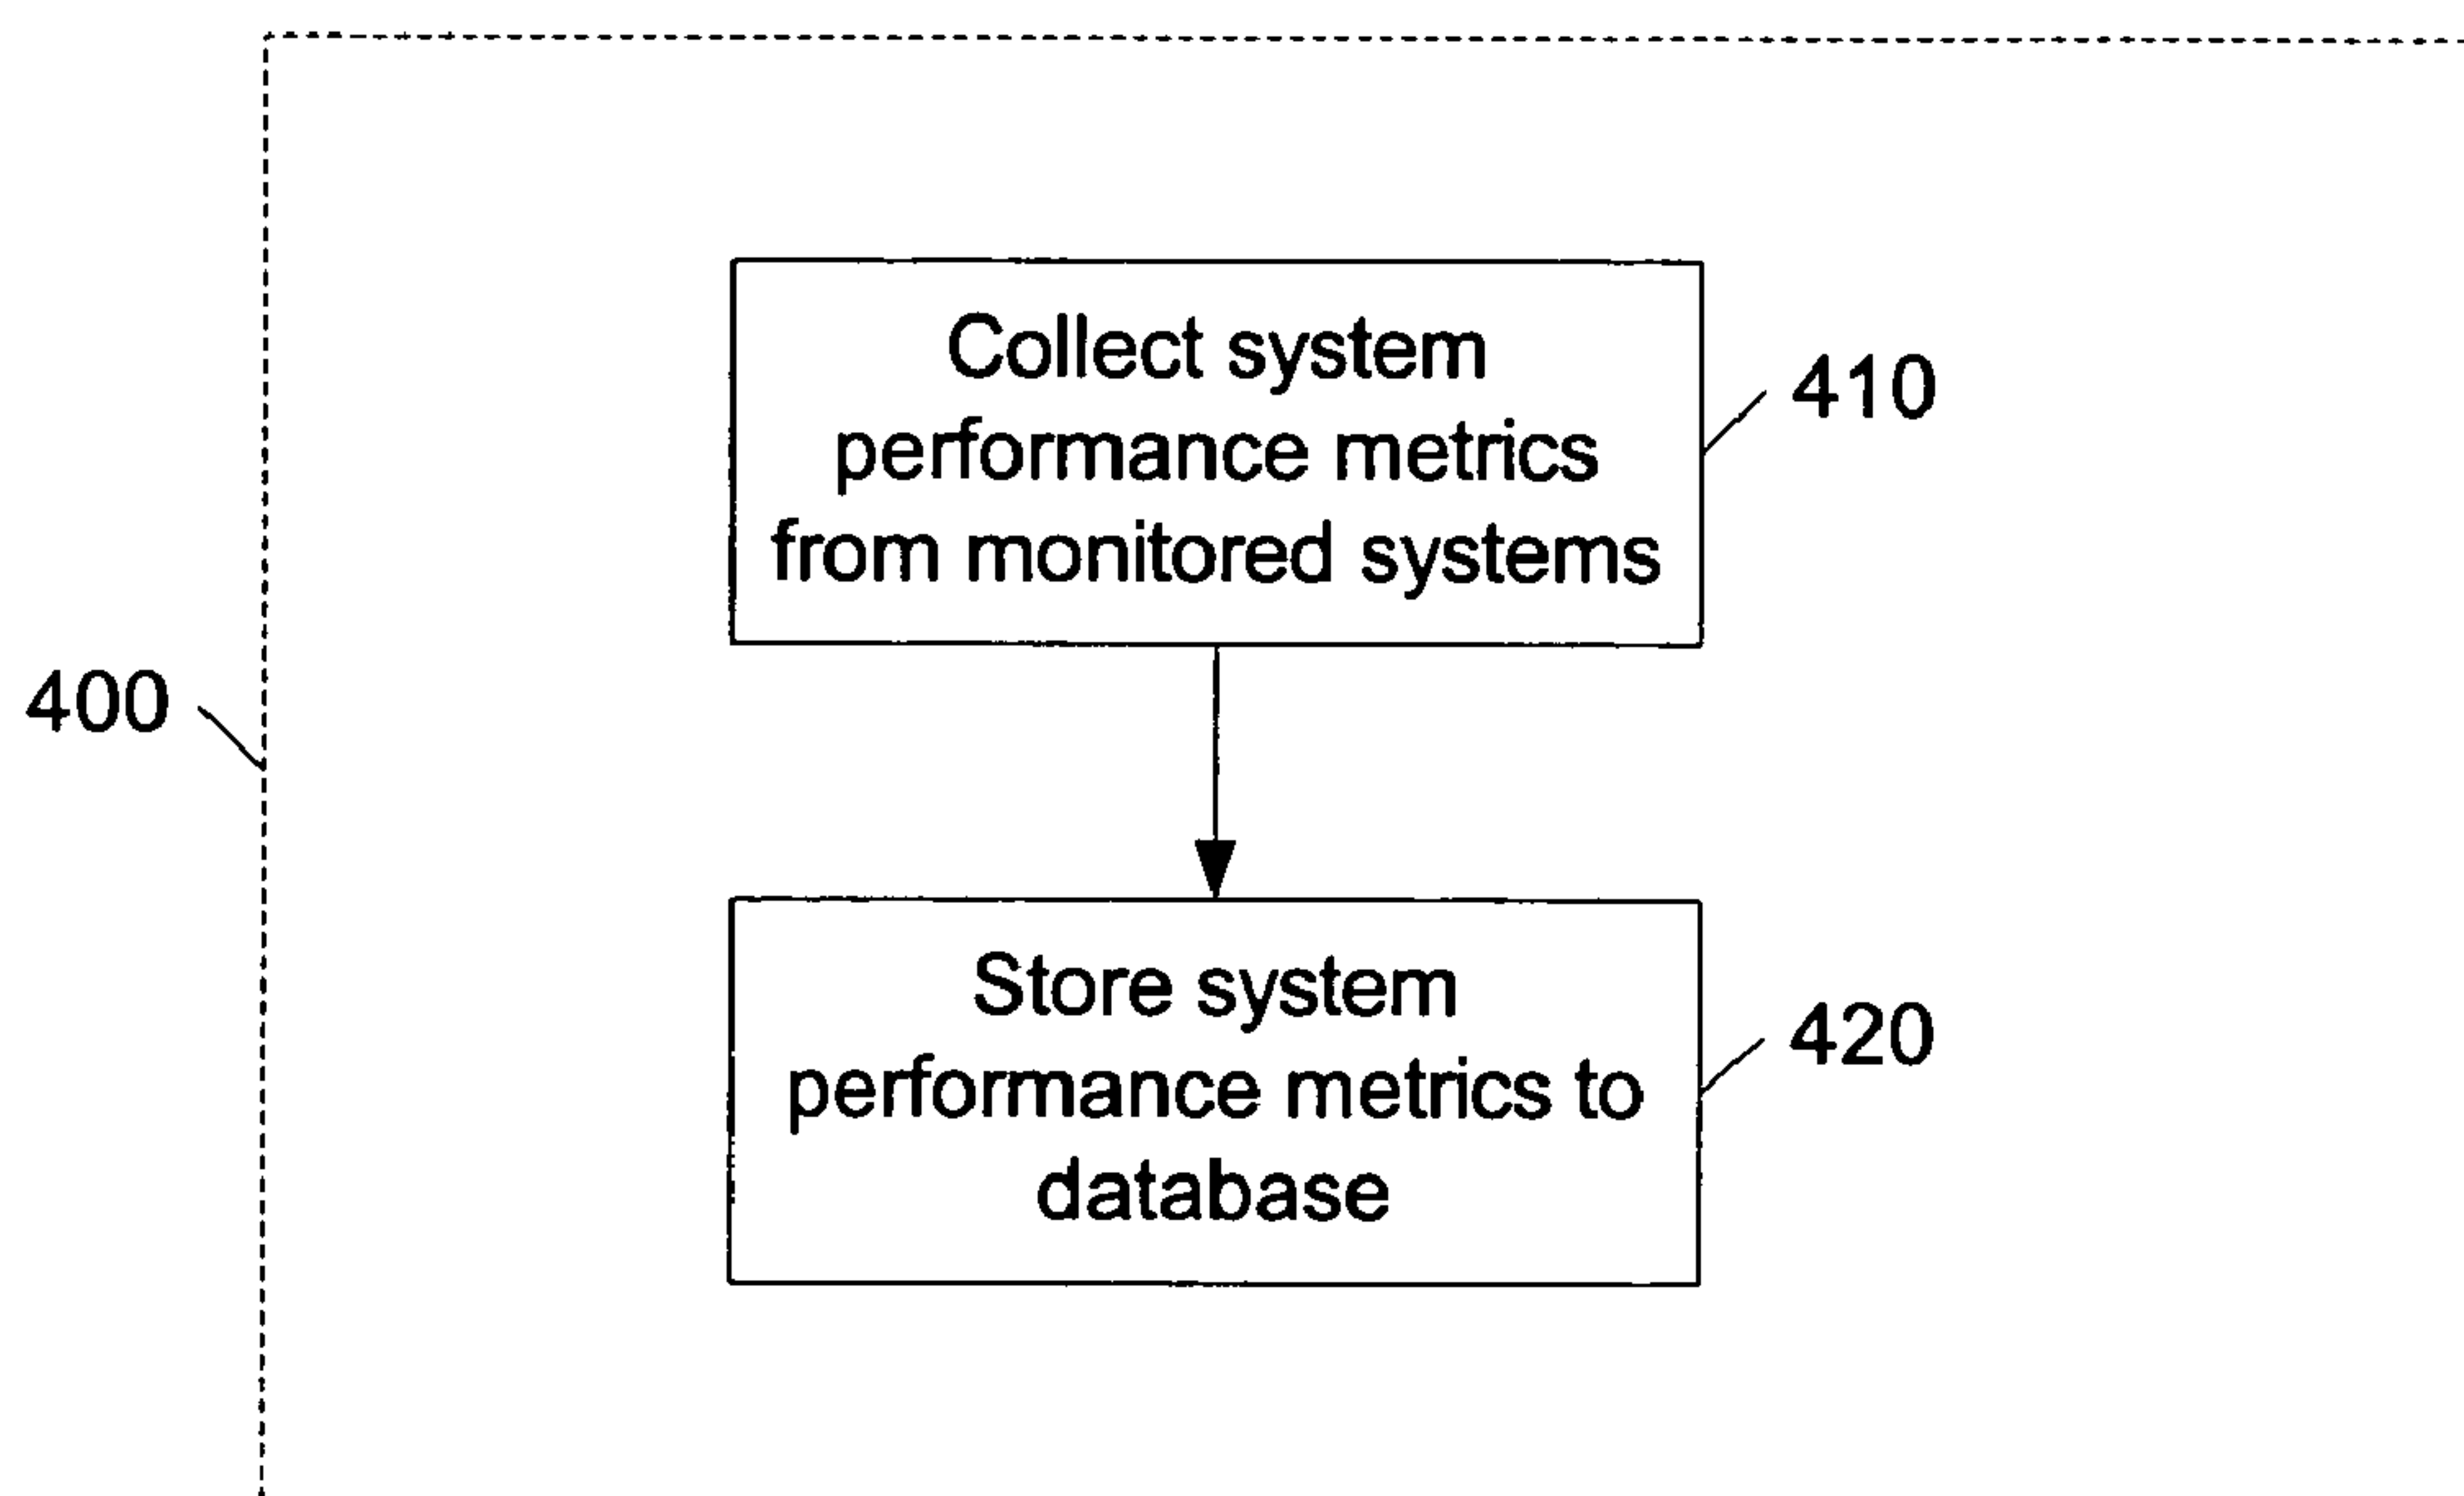 Collect system
performance metrics
from monitored systems
410
400
Store system
performance metrics to
database
420